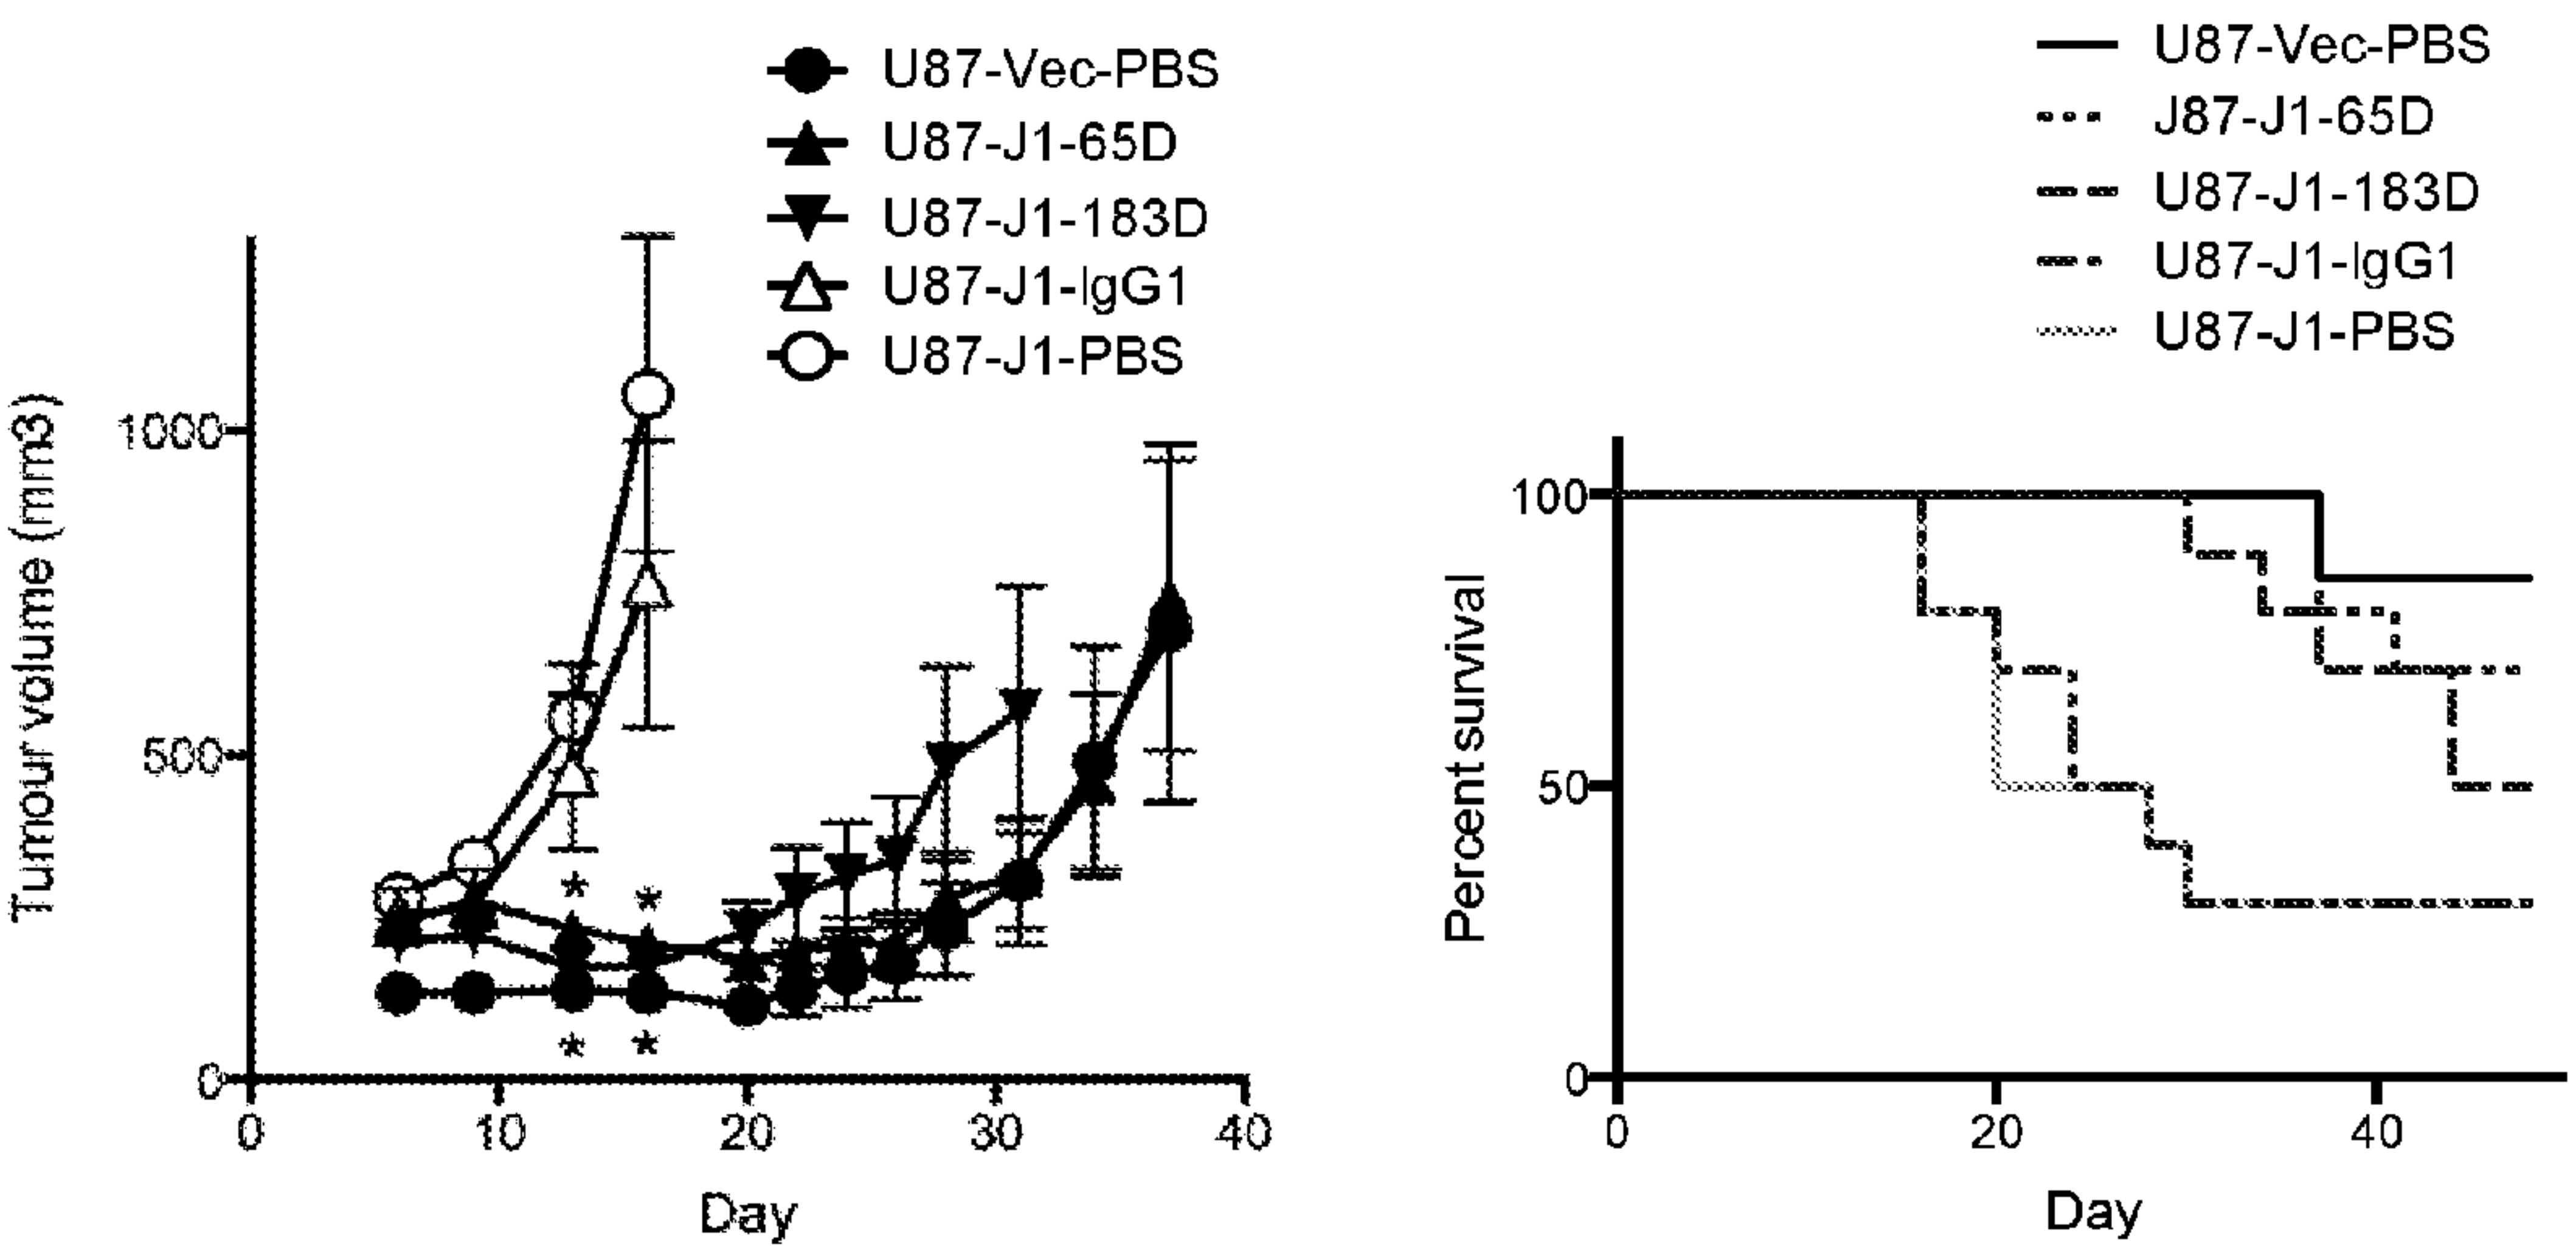 U87-Vec-PBS
U87-J1-65D
U87-J1-183D
U87-J1-IgG1
U87-J1-PBS
Tumour volume (mm3)
1000
500
0
* *
* *
0 10 20 30 40
Day
U87-Vec-PBS
J87-J1-65D
U87-J1-183D
U87-J1-IgG1
U87-J1-PBS
Percent survival
100
50
0
0 20 40
Day